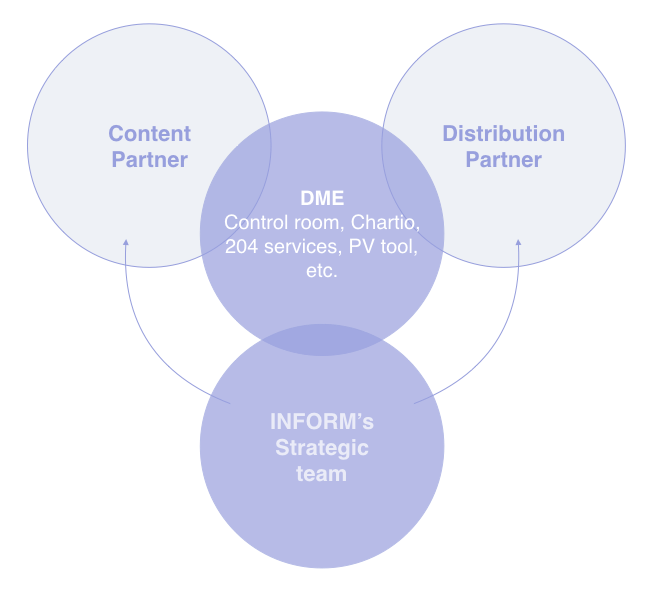 Content
Partner
Distribution
Partner
DME
Control room, Chartio,
204 services, PV tool,
etc.
INFORM’s
Strategic
team